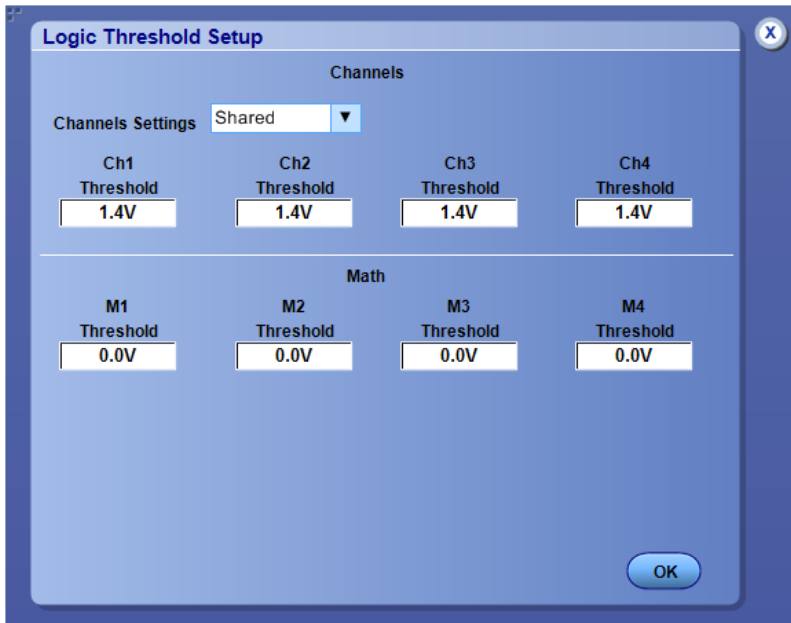 Logic Threshold Setup
X
Channels
Channels Settings Shared ▼
Ch1 Ch2 Ch3 Ch4
Threshold Threshold Threshold Threshold
1.4V 1.4V 1.4V 1.4V
Math
M1 M2 M3 M4
Threshold Threshold Threshold Threshold
0.0V 0.0V 0.0V 0.0V
OK